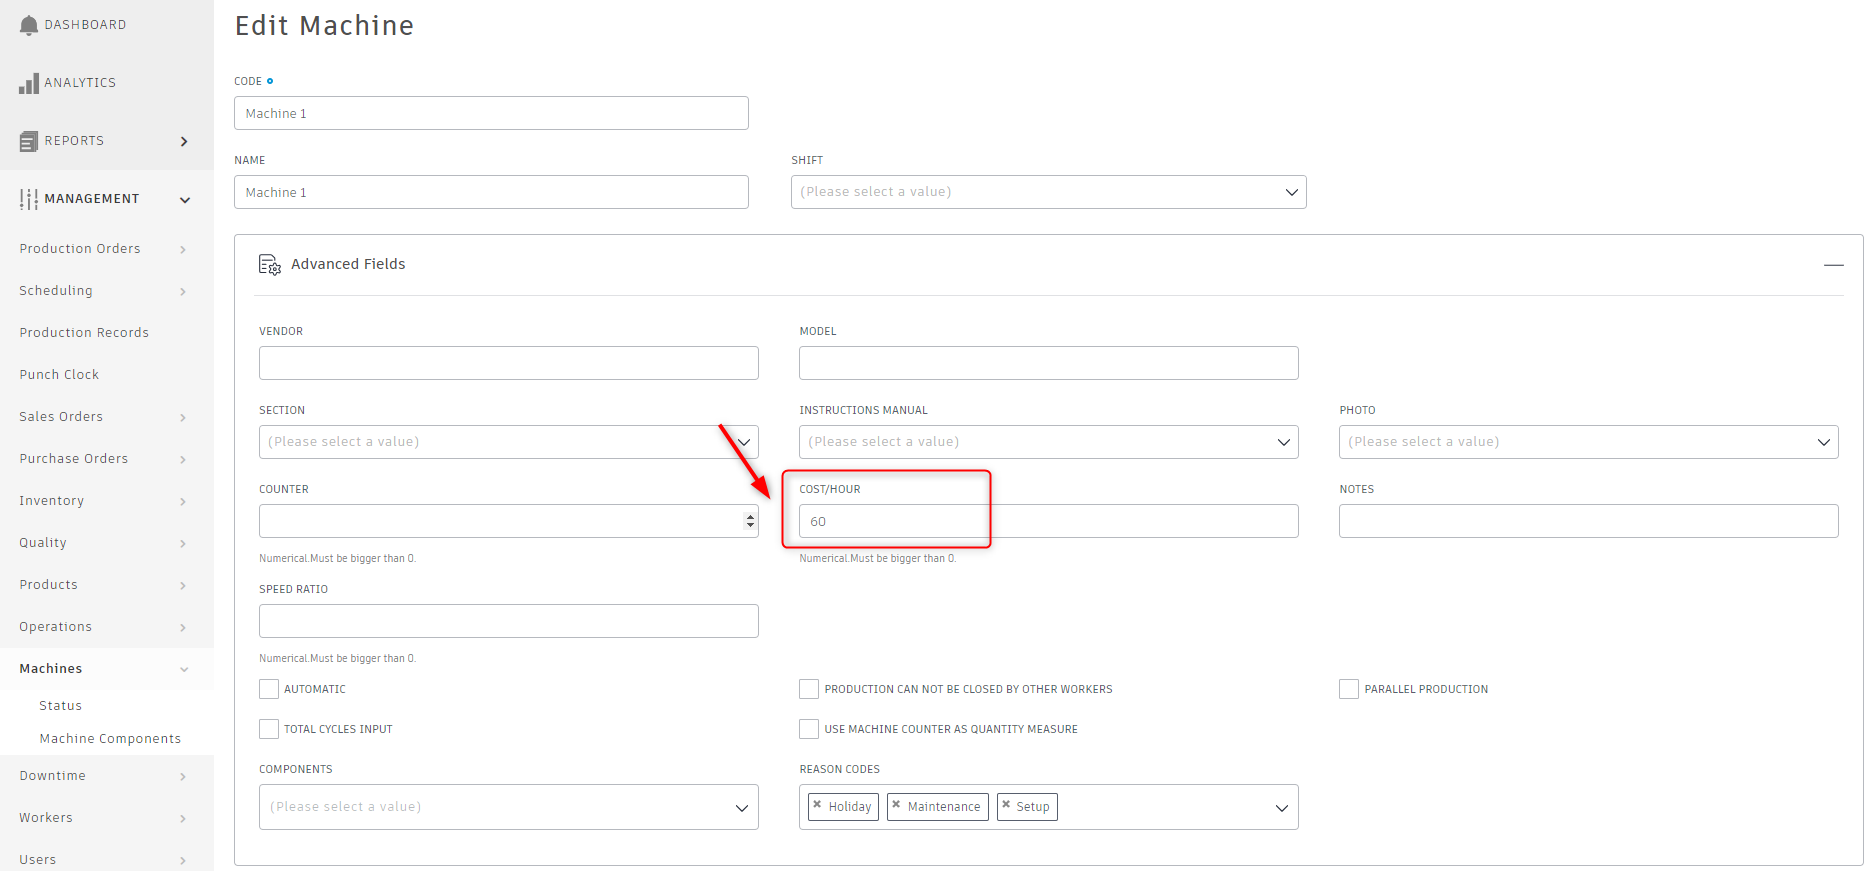 DASHBOARD
ANALYTICS
REPORTS
MANAGEMENT
Production Orders
Scheduling
Production Records
Punch Clock
Sales Orders
Purchase Orders
Inventory
Quality
Products
Operations
Machines
Status
Machine Components
Downtime
Workers
Users
Edit Machine
CODE
Machine 1
NAME
SHIFT
Machine 1
(Please select a value)
Advanced Fields
VENDOR
MODEL
SECTION
INSTRUCTIONS MANUAL
PHOTO
(Please select a value)
(Please select a value)
(Please select a value)
COUNTER
COST/HOUR
NOTES
60
Numerical.Must be bigger than 0.
Numerical.Must be bigger than 0.
SPEED RATIO
Numerical.Must be bigger than 0.
AUTOMATIC
PRODUCTION CAN NOT BE CLOSED BY OTHER WORKERS
PARALLEL PRODUCTION
TOTAL CYCLES INPUT
USE MACHINE COUNTER AS QUANTITY MEASURE
COMPONENTS
REASON CODES
(Please select a value)
× Holiday × Maintenance × Setup